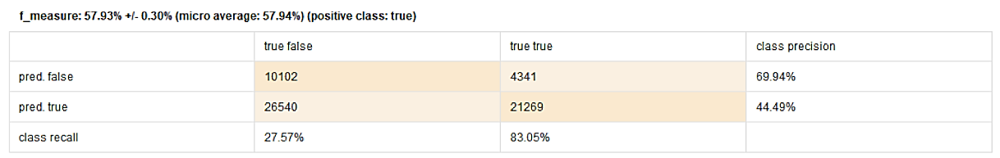 f_measure: 57.93% +/- 0.30% (micro average: 57.94%) (positive class: true)
true false true true class precision
pred. false 10102 4341 69.94%
pred. true 26540 21269 44.49%
class recall 27.57% 83.05%